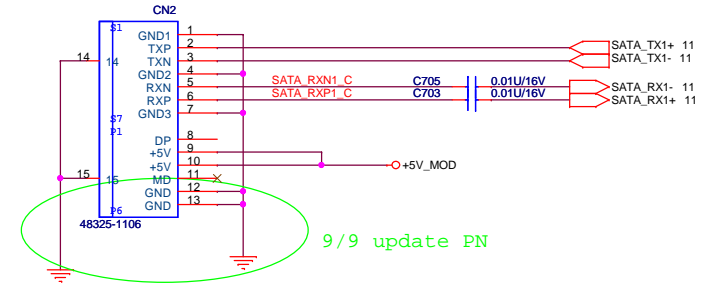 CN2
S1
GND1 1
TXP 2 SATA_TX1+ 11
14 14 TXN 3 SATA_TX1- 11
GND2 4
RXN 5 SATA_RXN1_C C705 0.01U/16V SATA_RX1- 11
RXP 6 SATA_RXP1_C C703 0.01U/16V SATA_RX1+ 11
S7 GND3 7
P1
DP 8
+5V 9
+5V 10 +5V_MOD
15 15 MD 11
GND 12
P6 GND 13
48325-1106
9/9 update PN